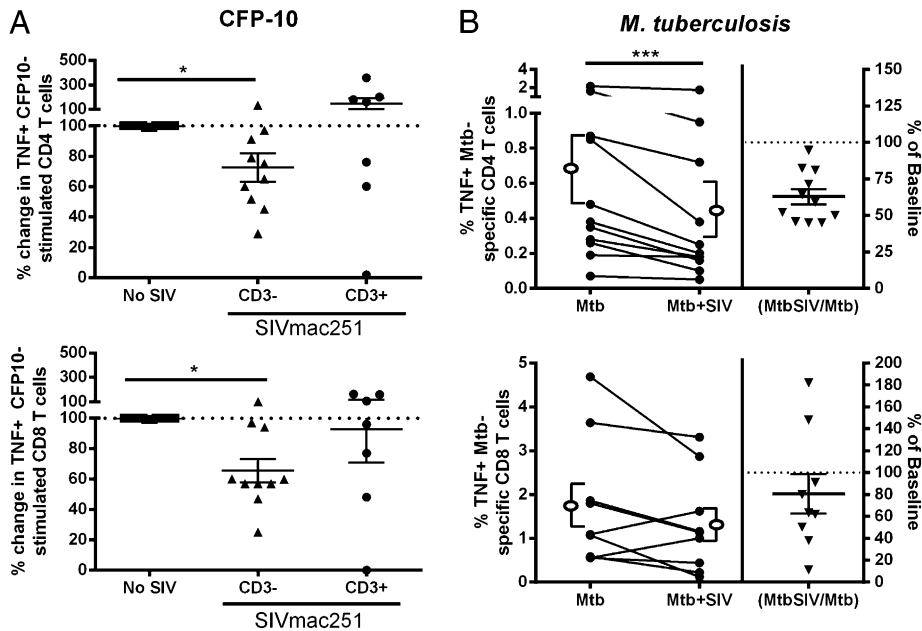 A
CFP-10
% change in TNF+ CFP10-
stimulated CD4 T cells
500
300
100
100
80
60
40
20
0
*
No SIV
CD3-
CD3+
SIVmac251
% change in TNF+ CFP10-
stimulated CD8 T cells
500
300
100
100
80
60
40
20
0
*
No SIV
CD3-
CD3+
SIVmac251
B
M. tuberculosis
% TNF+ Mtb-
specific CD4 T cells
2
1.0
0.8
0.6
0.4
0.2
0.0
***
150
125
100
75
50
25
0
% of Baseline
Mtb
Mtb+SIV
(MtbSIV/Mtb)
% TNF+ Mtb-
specific CD8 T cells
5
4
3
2
1
0
200
180
160
140
120
100
80
60
40
20
0
% of Baseline
Mtb
Mtb+SIV
(MtbSIV/Mtb)